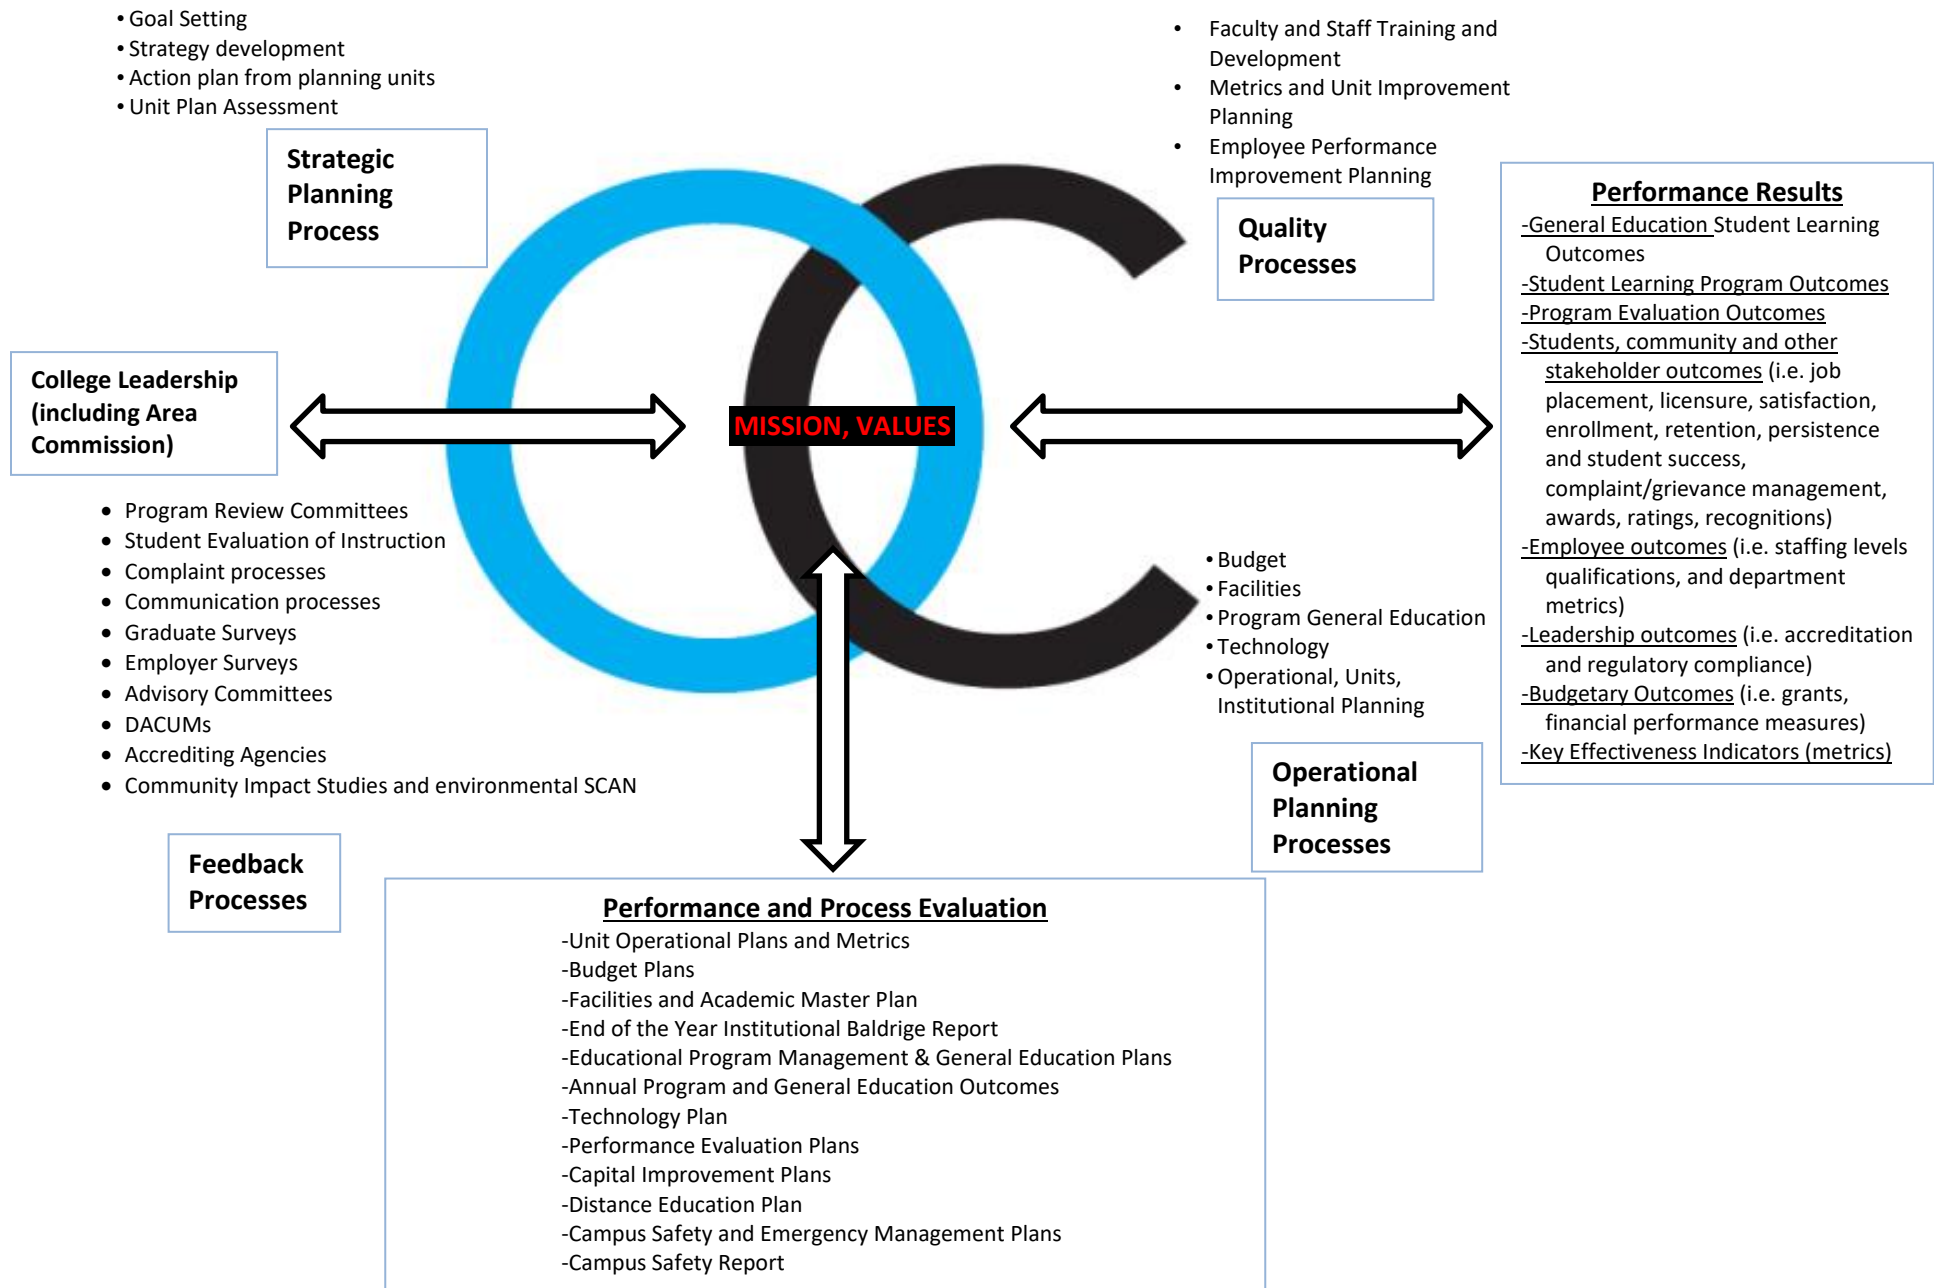 • Goal Setting
• Strategy development
• Action plan from planning units
• Unit Plan Assessment
Strategic
Planning
Process
• Faculty and Staff Training and
Development
• Metrics and Unit Improvement
Planning
• Employee Performance
Improvement Planning
Quality
Processes
Performance Results
-General Education Student Learning
Outcomes
-Student Learning Program Outcomes
-Program Evaluation Outcomes
-Students, community and other
stakeholder outcomes (i.e. job
placement, licensure, satisfaction,
enrollment, retention, persistence
and student success,
complaint/grievance management,
awards, ratings, recognitions)
-Employee outcomes (i.e. staffing levels
qualifications, and department
metrics)
-Leadership outcomes (i.e. accreditation
and regulatory compliance)
-Budgetary Outcomes (i.e. grants,
financial performance measures)
-Key Effectiveness Indicators (metrics)
College Leadership
(including Area
Commission)
MISSION, VALUES
• Program Review Committees
• Student Evaluation of Instruction
• Complaint processes
• Communication processes
• Graduate Surveys
• Employer Surveys
• Advisory Committees
• DACUMs
• Accrediting Agencies
• Community Impact Studies and environmental SCAN
Feedback
Processes
• Budget
• Facilities
• Program General Education
• Technology
• Operational, Units,
Institutional Planning
Operational
Planning
Processes
Performance and Process Evaluation
-Unit Operational Plans and Metrics
-Budget Plans
-Facilities and Academic Master Plan
-End of the Year Institutional Baldrige Report
-Educational Program Management & General Education Plans
-Annual Program and General Education Outcomes
-Technology Plan
-Performance Evaluation Plans
-Capital Improvement Plans
-Distance Education Plan
-Campus Safety and Emergency Management Plans
-Campus Safety Report